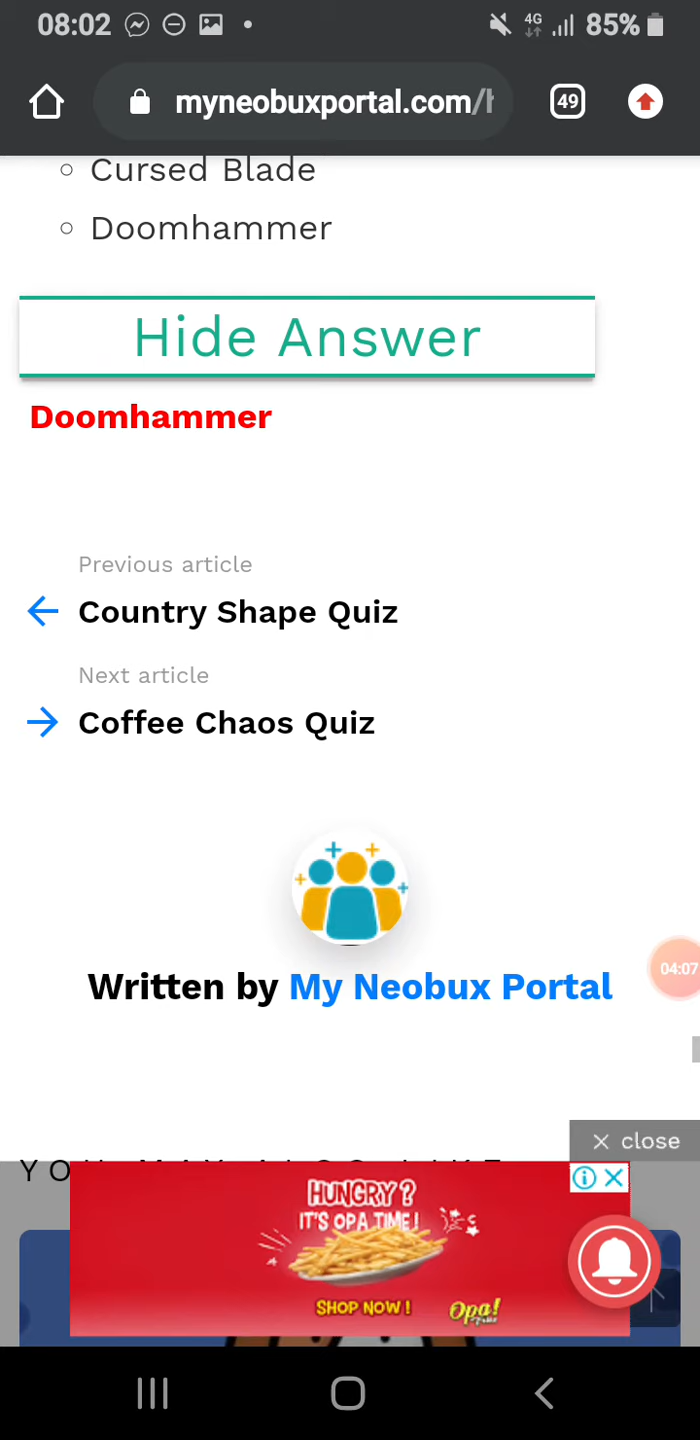 08:02
4G
85%
myneobuxportal.com/
49
Cursed Blade
Doomhammer
Hide Answer
Doomhammer
Previous article
Country Shape Quiz
Next article
Coffee Chaos Quiz
Written by My Neobux Portal
04:07
× close
HUNGRY?
IT'S OPA TIME!
SHOP NOW!
Opa!